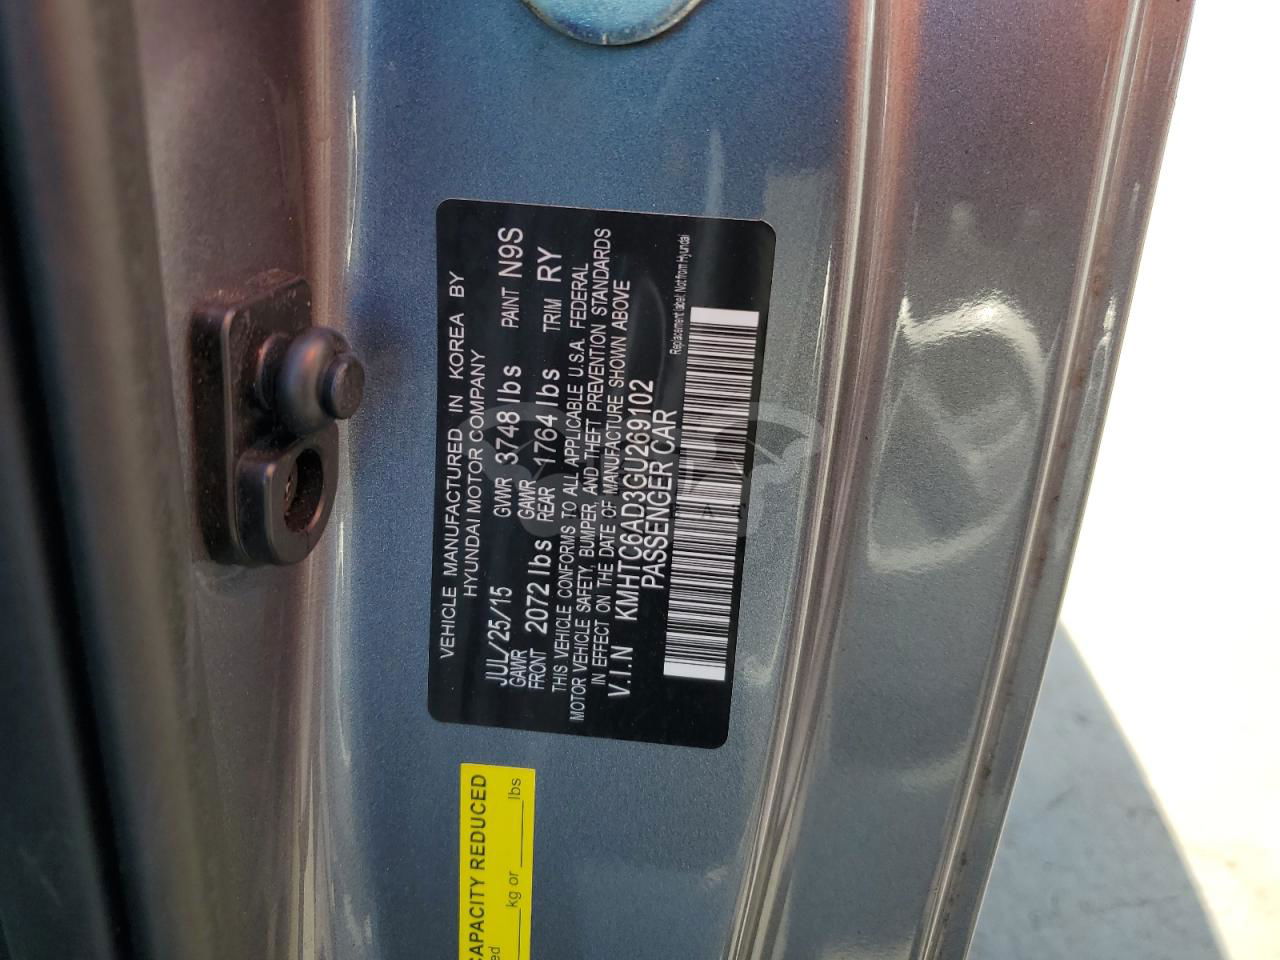 VEHICLE MANUFACTURED IN KOREA BY
HYUNDAI MOTOR COMPANY
JUL/25/15 GVWR 3748 lbs PAINT N9S
GAWR FRONT 2072 lbs GAWR REAR 1764 lbs TRIM RY
THIS VEHICLE CONFORMS TO ALL APPLICABLE U.S.A. FEDERAL
MOTOR VEHICLE SAFETY, BUMPER, AND THEFT PREVENTION STANDARDS
IN EFFECT ON THE DATE OF MANUFACTURE SHOWN ABOVE
V.I.N KMHTC6AD3GU269102
PASSENGER CAR
Replacement label. Not from Hyundai
CAPACITY REDUCED
kg or lbs